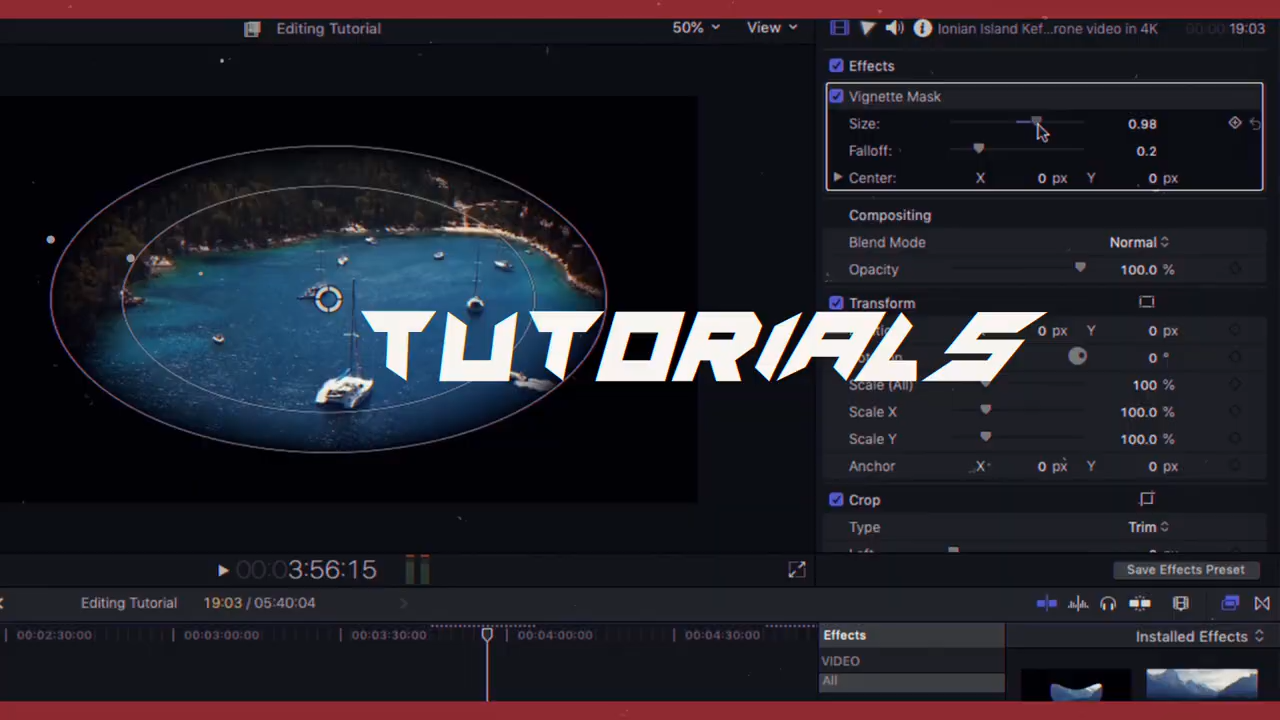 Editing Tutorial
50%
View
Ionian Island Kef...rone video in 4K
19:03
Effects
Vignette Mask
Size:
0.98
Falloff:
0.2
Center:
X
0 px
Y
0 px
Compositing
Blend Mode
Normal
Opacity
100.0 %
Transform
TUTORIALS
0 px
Y
0 px
0 °
Scale (All)
100 %
Scale X
100.0 %
Scale Y
100.0 %
Anchor
X
0 px
Y
0 px
Crop
Type
Trim
00:03:56:15
Save Effects Preset
Editing Tutorial
19:03 / 05:40:04
00:02:30:00
00:03:00:00
00:03:30:00
00:04:00:00
00:04:30:00
Effects
Installed Effects
VIDEO
All